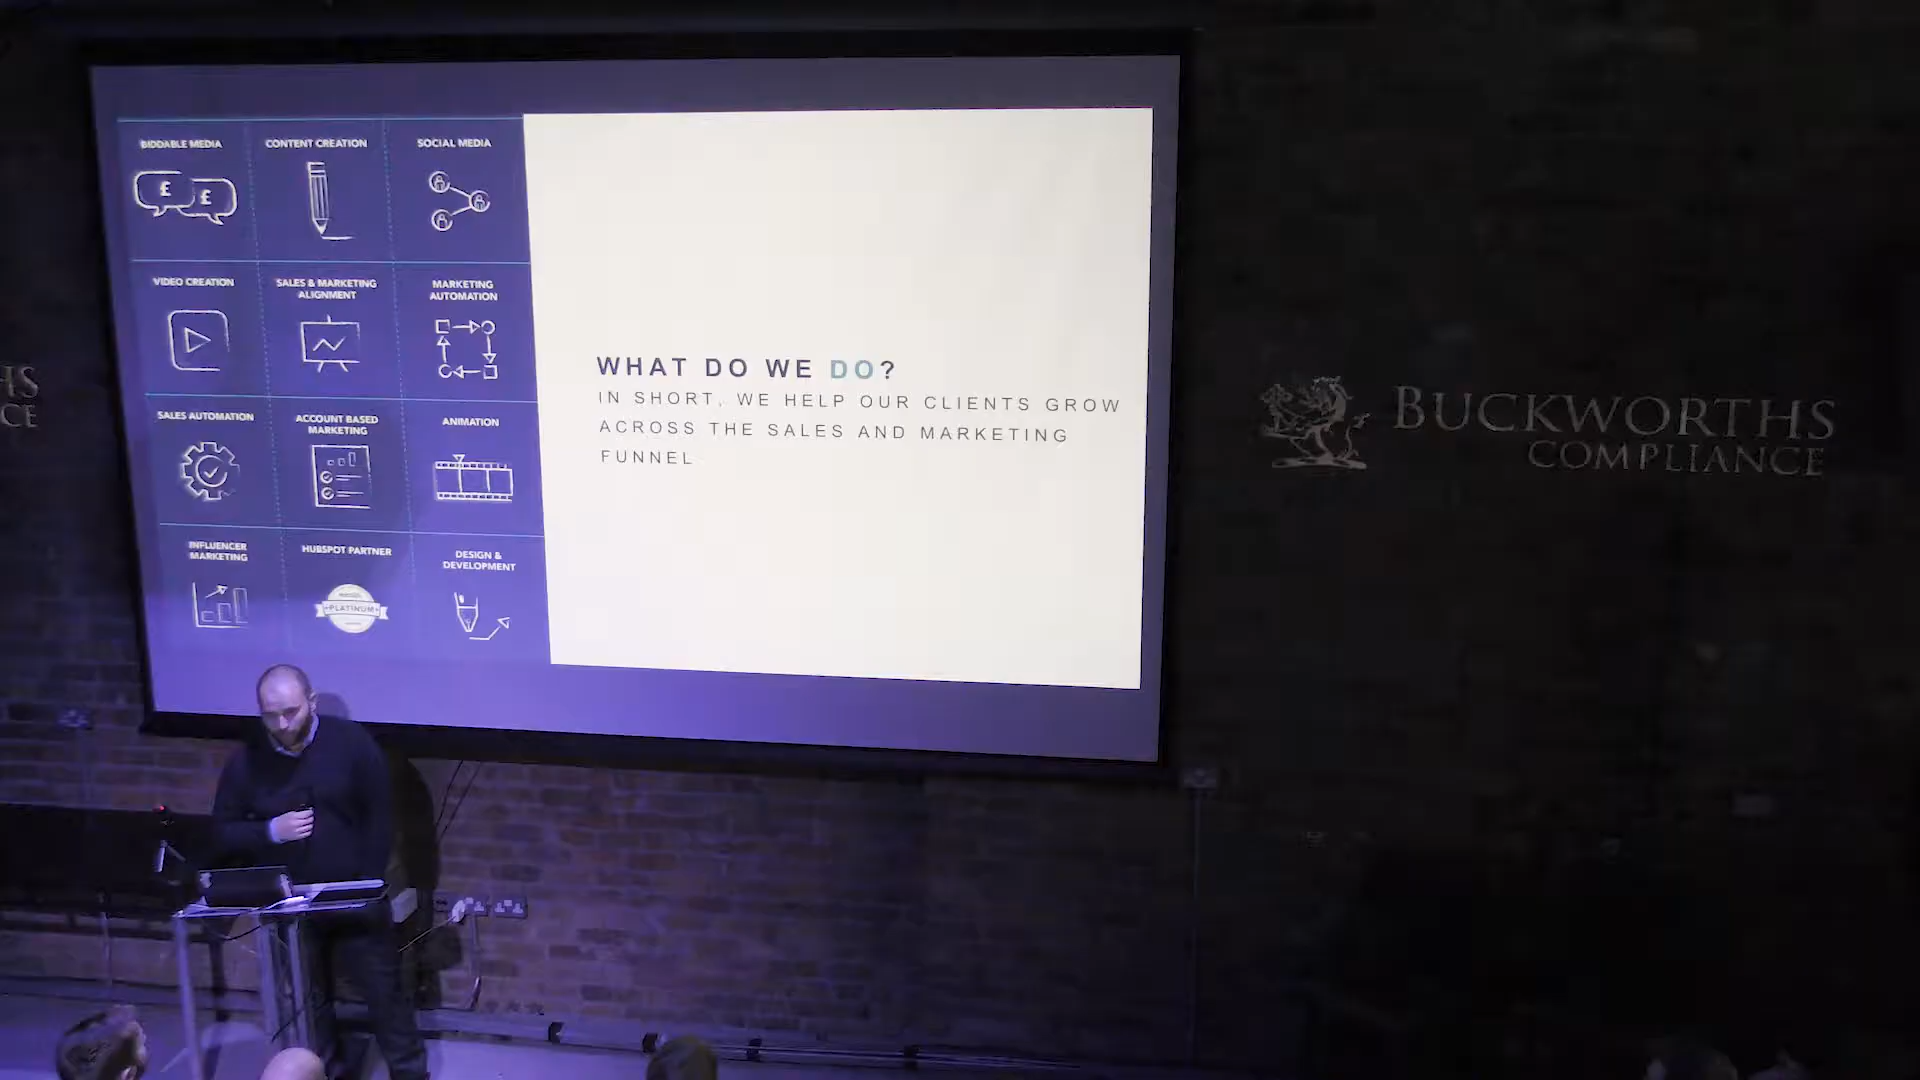 BIDDABLE MEDIA
CONTENT CREATION
SOCIAL MEDIA
£ £
VIDEO CREATION
SALES & MARKETING
ALIGNMENT
MARKETING
AUTOMATION
SALES AUTOMATION
ACCOUNT BASED
MARKETING
ANIMATION
INFLUENCER
MARKETING
HUBSPOT PARTNER
PLATINUM
DESIGN &
DEVELOPMENT
WHAT DO WE DO?
IN SHORT, WE HELP OUR CLIENTS GROW
ACROSS THE SALES AND MARKETING
FUNNEL
HS
CE
BUCKWORTHS
COMPLIANCE